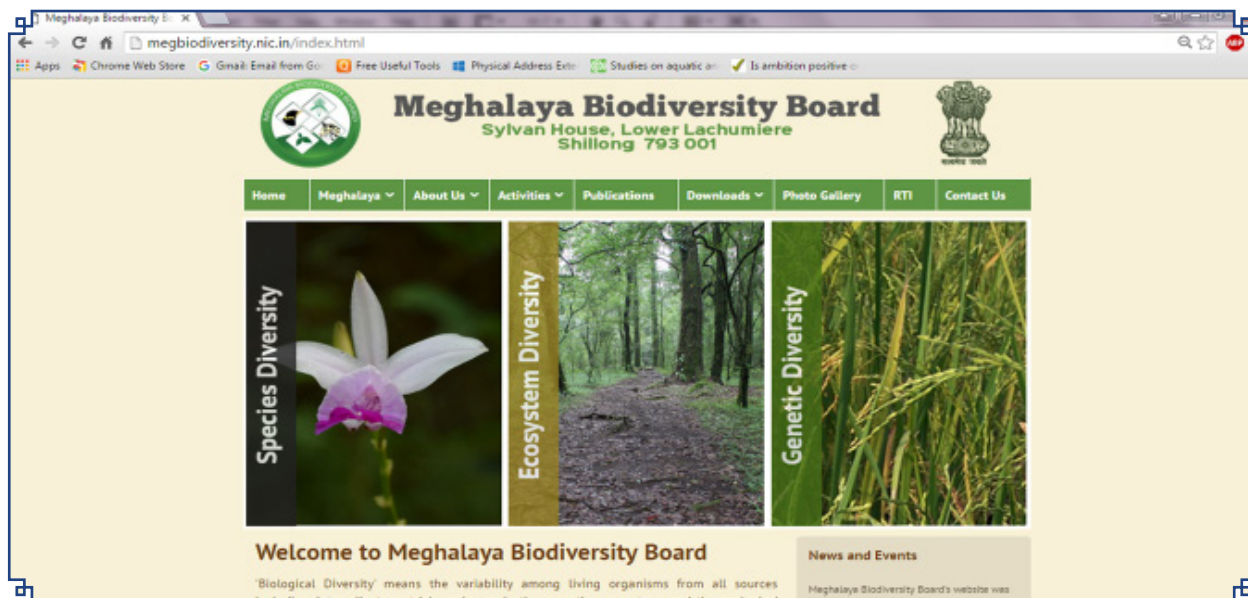 Meghalaya Biodiversity B
megbiodiversity.nic.in/index.html
ABP
Apps Chrome Web Store Gmail: Email from Go Free Useful Tools Physical Address Exte Studies on aquatic an Is ambition positive o
Meghalaya Biodiversity Board
Sylvan House, Lower Lachumiere
Shillong 793 001
सत्यमेव जयते
Home Meghalaya About Us Activities Publications Downloads Photo Gallery RTI Contact Us
Species Diversity
Ecosystem Diversity
Genetic Diversity
Welcome to Meghalaya Biodiversity Board
'Biological Diversity' means the variability among living organisms from all sources
News and Events
Meghalaya Biodiversity Board's website was